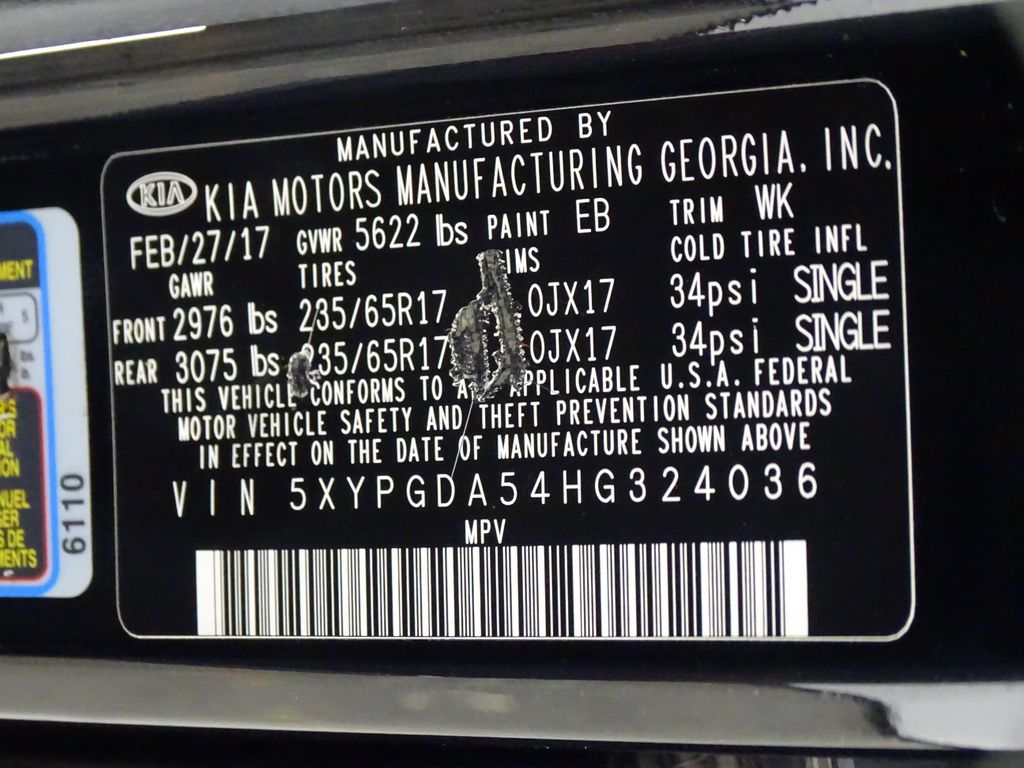 MANUFACTURED BY
KIA KIA MOTORS MANUFACTURING GEORGIA, INC.
FEB/27/17 GVWR 5622 lbs PAINT EB TRIM WK
GAWR TIRES COLD TIRE INFL
FRONT 2976 lbs 235/65R17 0JX17 34psi SINGLE
REAR 3075 lbs 235/65R17 0JX17 34psi SINGLE
THIS VEHICLE CONFORMS TO APPLICABLE U.S.A. FEDERAL
MOTOR VEHICLE SAFETY AND THEFT PREVENTION STANDARDS
IN EFFECT ON THE DATE OF MANUFACTURE SHOWN ABOVE
VIN 5XYPGDA54HG324036
MPV
6110